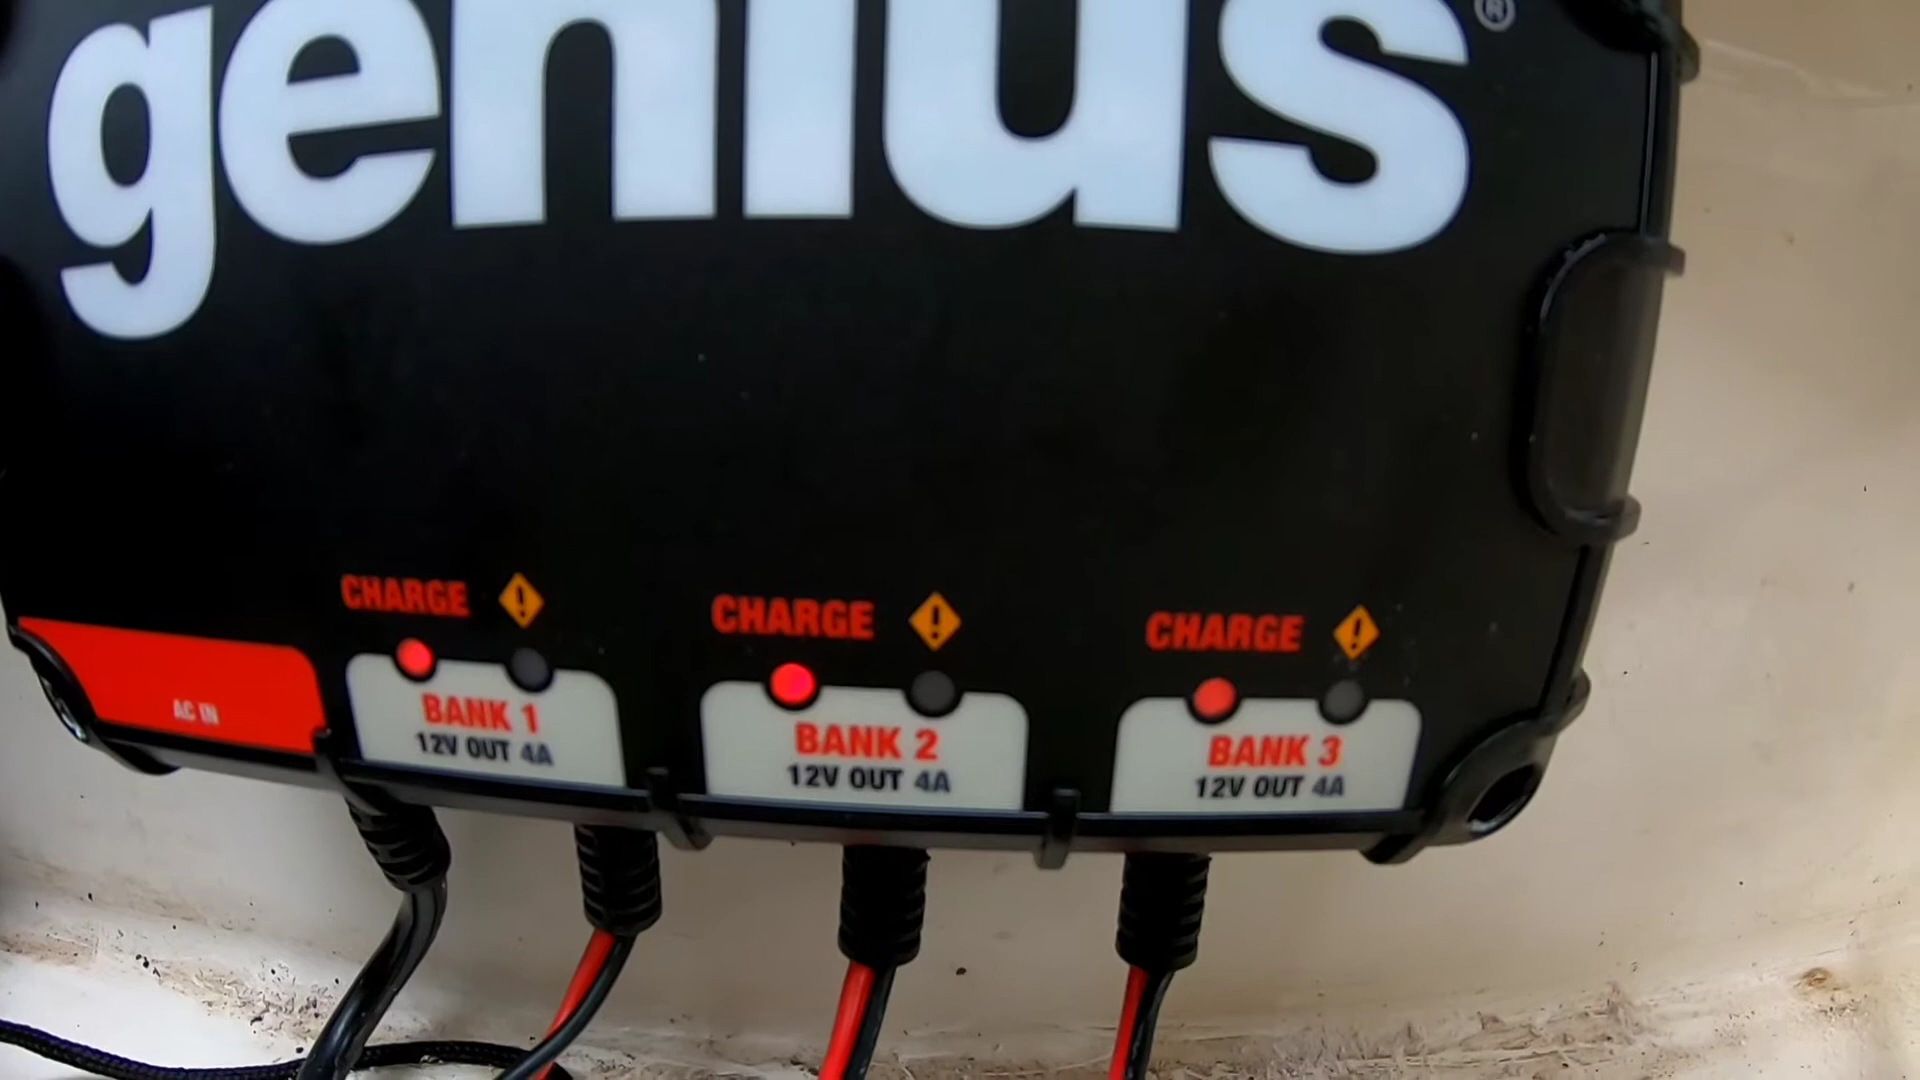 genius®
CHARGE
CHARGE
CHARGE
AC IN
BANK 1
12V OUT 4A
BANK 2
12V OUT 4A
BANK 3
12V OUT 4A